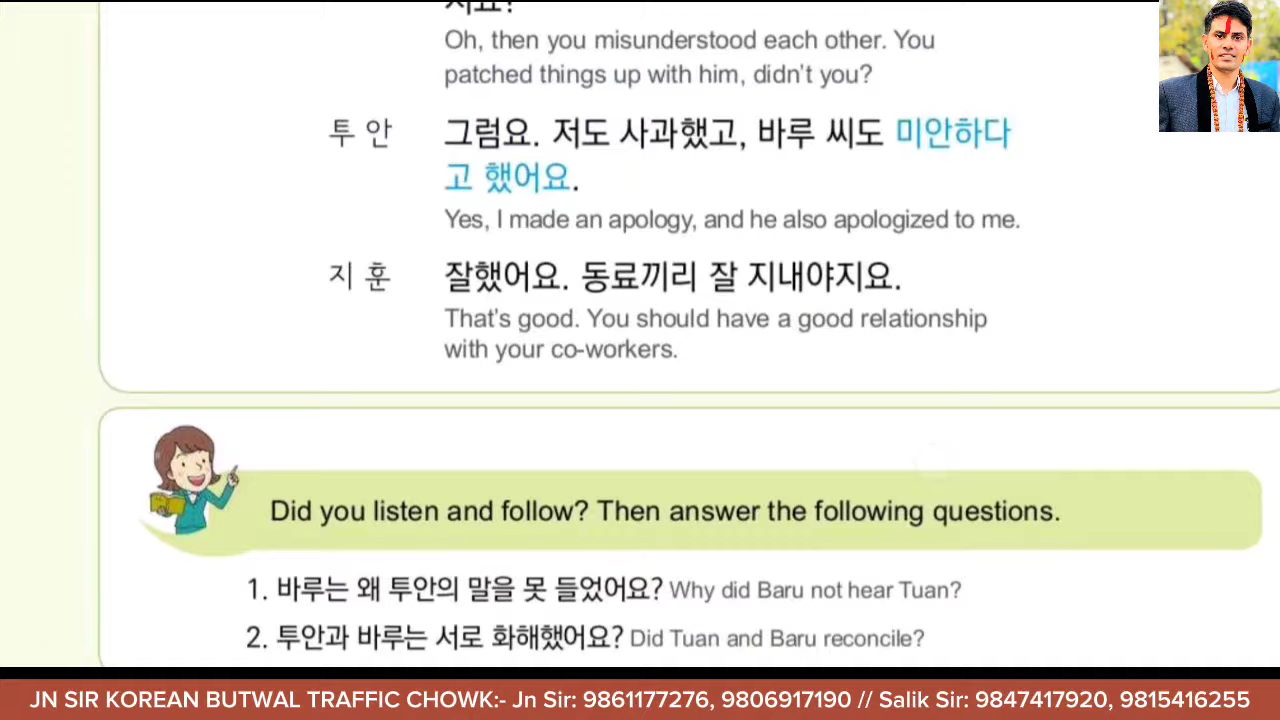 지요?
Oh, then you misunderstood each other. You
patched things up with him, didn't you?
투 안 그럼요. 저도 사과했고, 바루 씨도 미안하다
고 했어요.
Yes, I made an apology, and he also apologized to me.
지 훈 잘했어요. 동료끼리 잘 지내야지요.
That's good. You should have a good relationship
with your co-workers.
Did you listen and follow? Then answer the following questions.
1. 바루는 왜 투안의 말을 못 들었어요? Why did Baru not hear Tuan?
2. 투안과 바루는 서로 화해했어요? Did Tuan and Baru reconcile?
JN SIR KOREAN BUTWAL TRAFFIC CHOWK:- Jn Sir: 9861177276, 9806917190 // Salik Sir: 9847417920, 9815416255